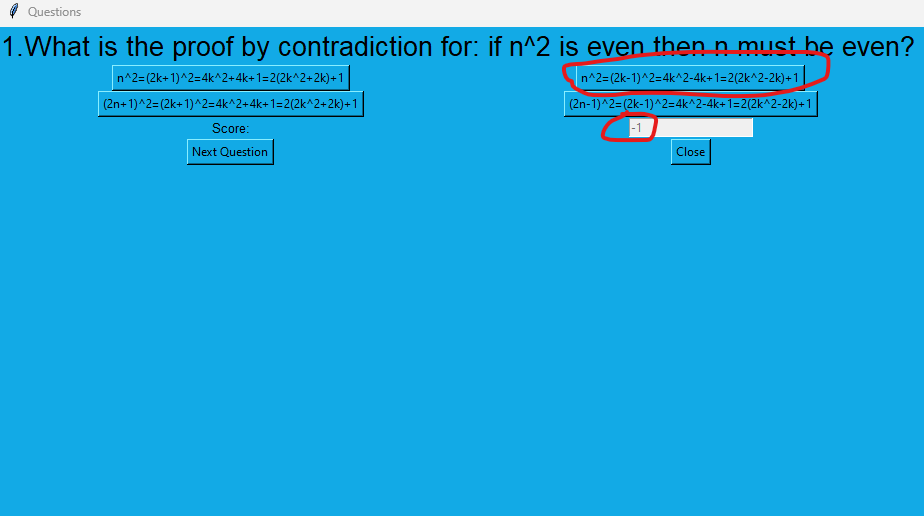 Questions
1.What is the proof by contradiction for: if n^2 is even then n must be even?
n^2=(2k+1)^2=4k^2+4k+1=2(2k^2+2k)+1
n^2=(2k-1)^2=4k^2-4k+1=2(2k^2-2k)+1
(2n+1)^2=(2k+1)^2=4k^2+4k+1=2(2k^2+2k)+1
(2n-1)^2=(2k-1)^2=4k^2-4k+1=2(2k^2-2k)+1
Score:
-1
Next Question
Close